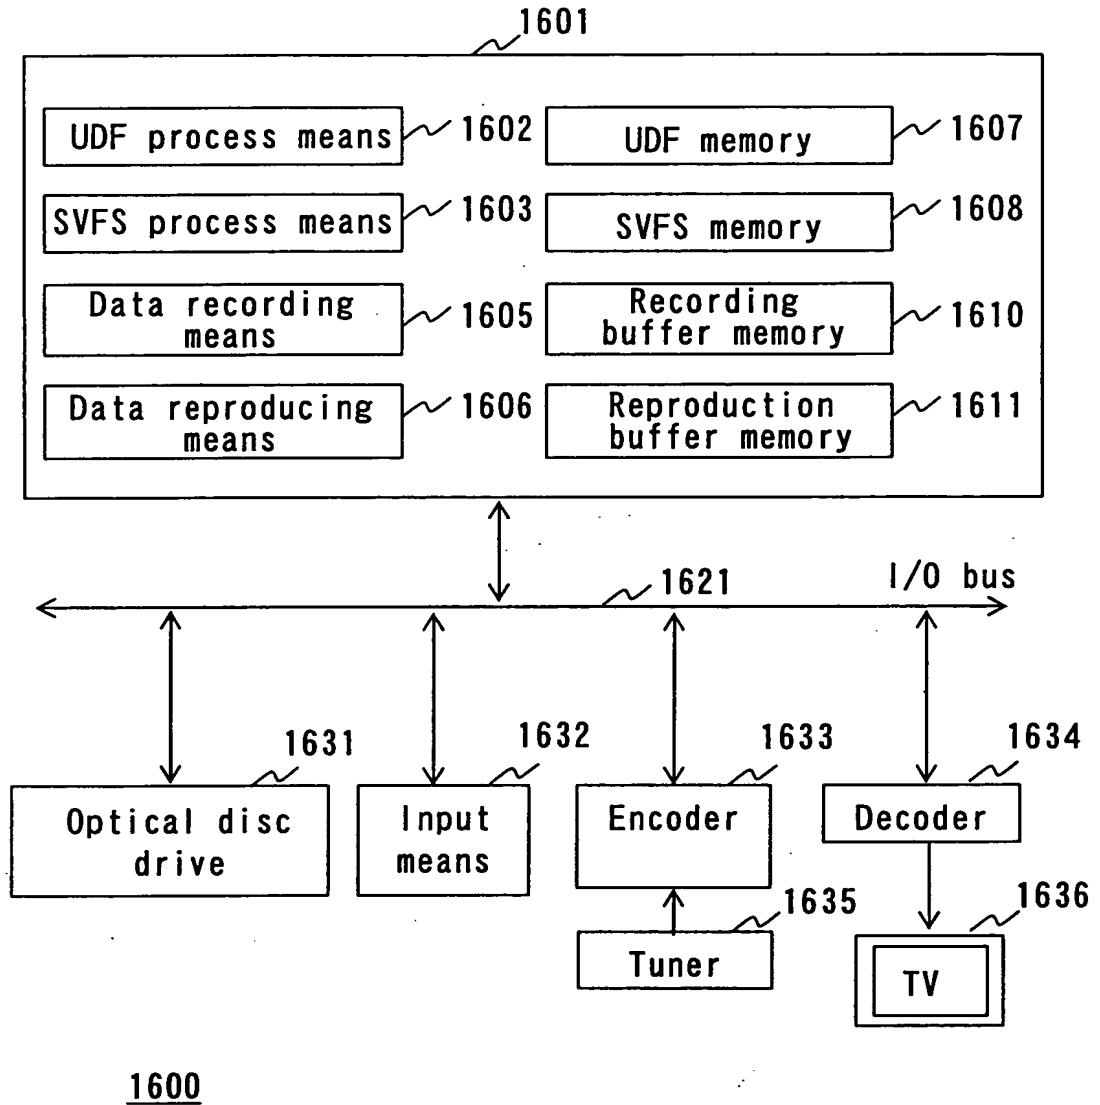 1601
UDF process means
1602
UDF memory
1607
SVFS process means
1603
SVFS memory
1608
Data recording
means
1605
Recording
buffer memory
1610
Data reproducing
means
1606
Reproduction
buffer memory
1611
1621
I/O bus
1631
1632
1633
1634
Optical disc
drive
Input
means
Encoder
Decoder
1635
1636
Tuner
TV
1600